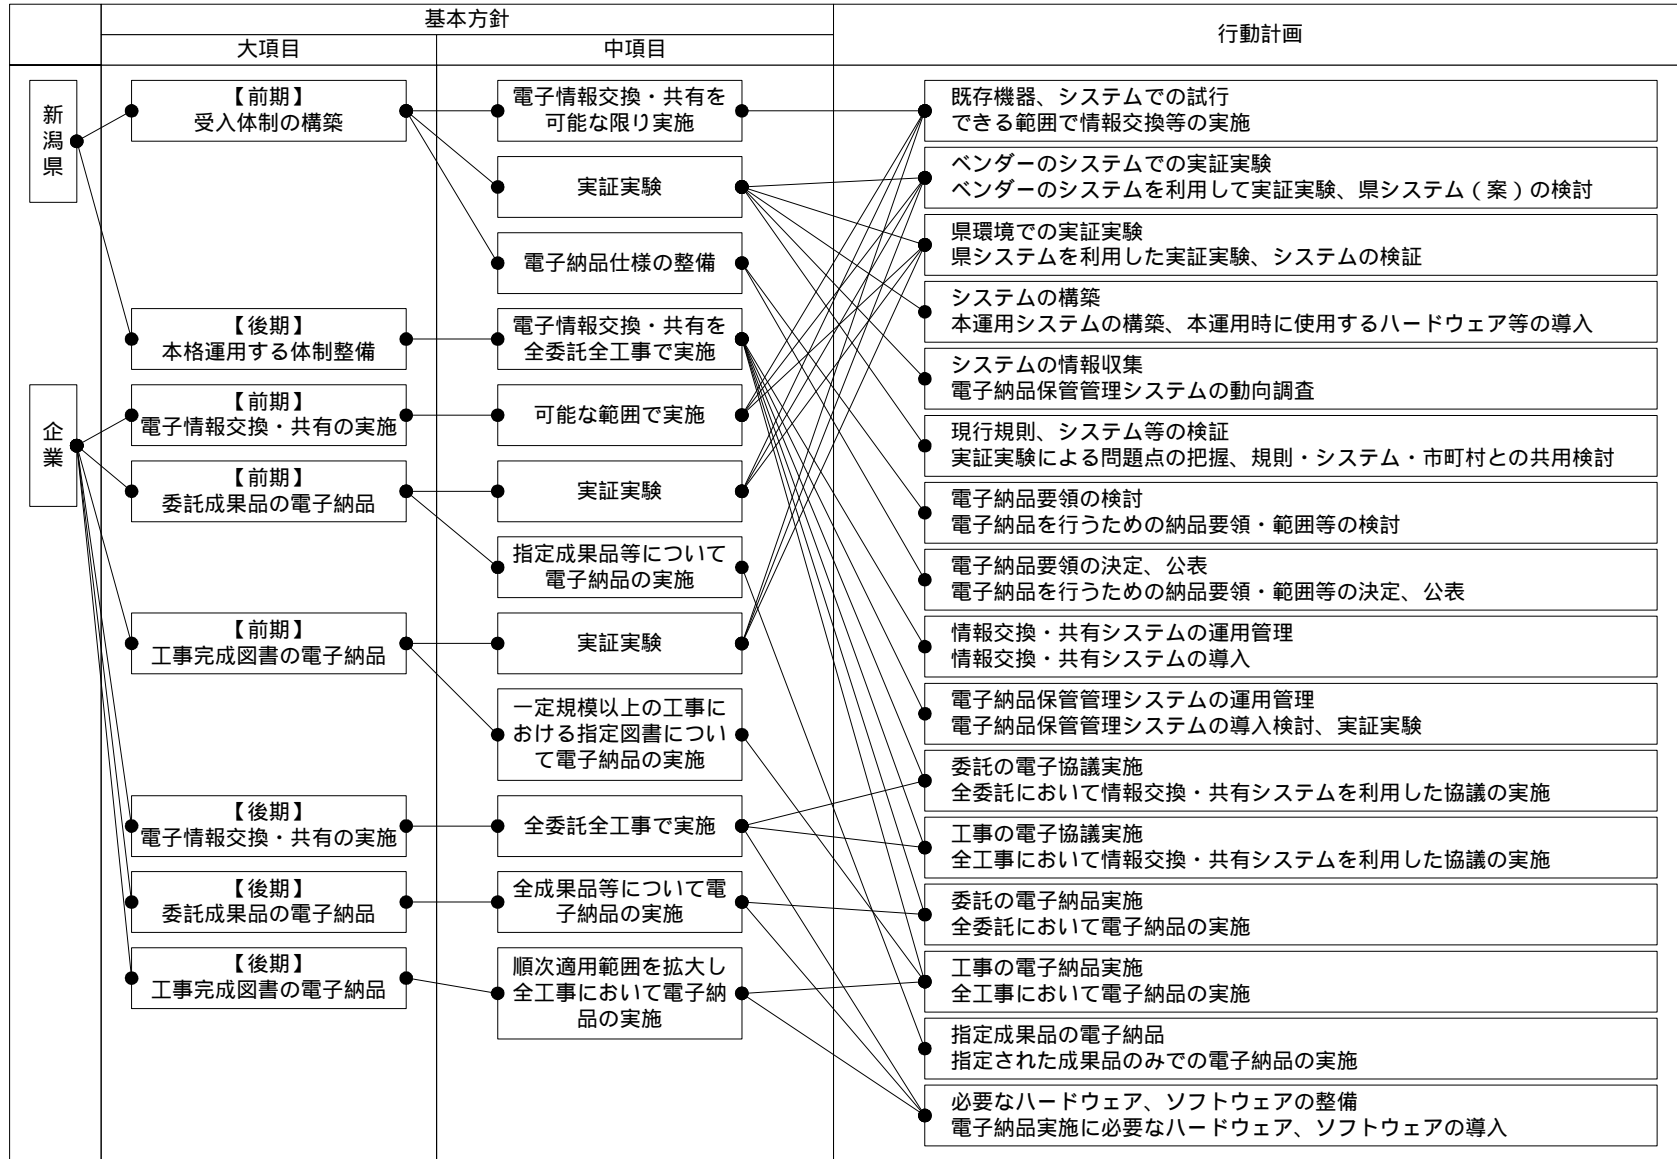 基本方針
行動計画
大項目
中項目
新潟県
企業
【前期】
受入体制の構築
【後期】
本格運用する体制整備
【前期】
電子情報交換・共有の実施
【前期】
委託成果品の電子納品
【前期】
工事完成図書の電子納品
【後期】
電子情報交換・共有の実施
【後期】
委託成果品の電子納品
【後期】
工事完成図書の電子納品
電子情報交換・共有を
可能な限り実施
実証実験
電子納品仕様の整備
電子情報交換・共有を
全委託全工事で実施
可能な範囲で実施
実証実験
指定成果品等について
電子納品の実施
実証実験
一定規模以上の工事に
おける指定図書につい
て電子納品の実施
全委託全工事で実施
全成果品等について電
子納品の実施
順次適用範囲を拡大し
全工事において電子納
品の実施
既存機器、システムでの試行
できる範囲で情報交換等の実施
ベンダーのシステムでの実証実験
ベンダーのシステムを利用して実証実験、県システム(案)の検討
県環境での実証実験
県システムを利用した実証実験、システムの検証
システムの構築
本運用システムの構築、本運用時に使用するハードウェア等の導入
システムの情報収集
電子納品保管管理システムの動向調査
現行規則、システム等の検証
実証実験による問題点の把握、規則・システム・市町村との共用検討
電子納品要領の検討
電子納品を行うための納品要領・範囲等の検討
電子納品要領の決定、公表
電子納品を行うための納品要領・範囲等の決定、公表
情報交換・共有システムの運用管理
情報交換・共有システムの導入
電子納品保管管理システムの運用管理
電子納品保管管理システムの導入検討、実証実験
委託の電子協議実施
全委託において情報交換・共有システムを利用した協議の実施
工事の電子協議実施
全工事において情報交換・共有システムを利用した協議の実施
委託の電子納品実施
全委託において電子納品の実施
工事の電子納品実施
全工事において電子納品の実施
指定成果品の電子納品
指定された成果品のみでの電子納品の実施
必要なハードウェア、ソフトウェアの整備
電子納品実施に必要なハードウェア、ソフトウェアの導入